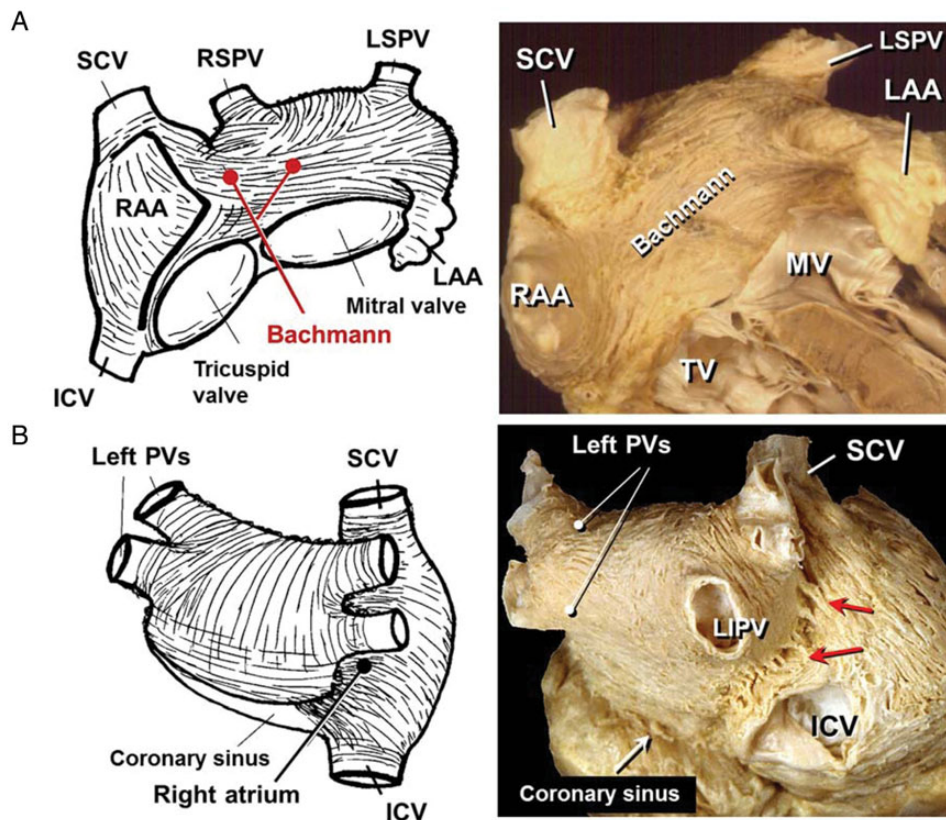 A
SCV
RSPV
LSPV
RAA
LAA
Mitral valve
Bachmann
Tricuspid
valve
ICV
SCV
LSPV
LAA
Bachmann
MV
RAA
TV
B
Left PVs
SCV
Coronary sinus
Right atrium
ICV
Left PVs
SCV
LIPV
ICV
Coronary sinus